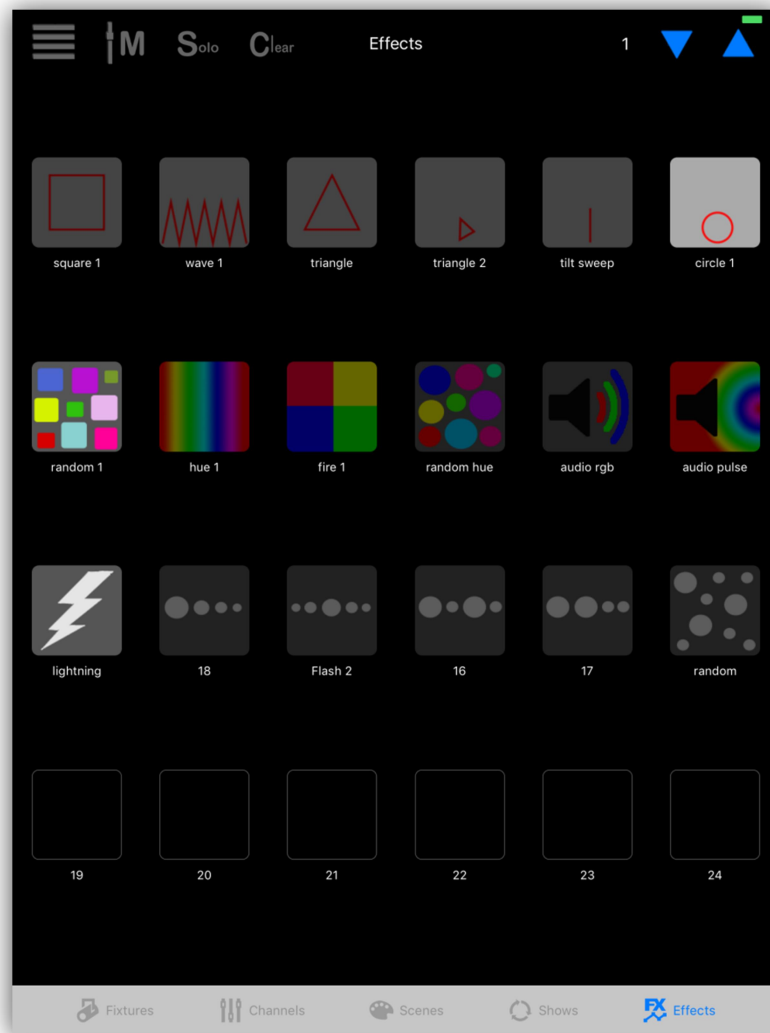 M Solo Clear Effects 1
square 1 wave 1 triangle triangle 2 tilt sweep circle 1
random 1 hue 1 fire 1 random hue audio rgb audio pulse
lightning 18 Flash 2 16 17 random
19 20 21 22 23 24
Fixtures Channels Scenes Shows FX Effects